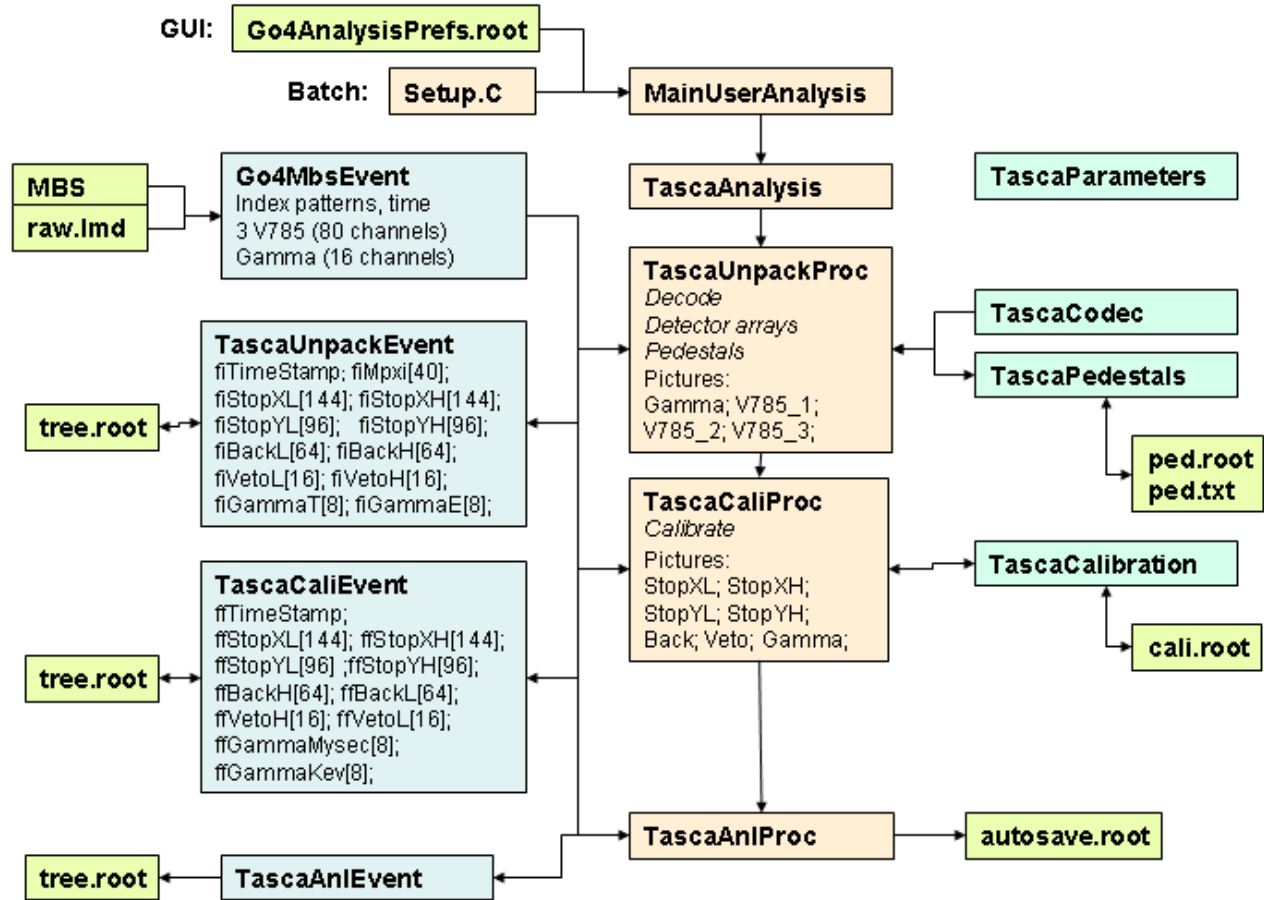 GUI:
Go4AnalysisPrefs.root
Batch:
Setup.C
MainUserAnalysis
MBS
raw.lmd
Go4MbsEvent
Index patterns, time
3 V785 (80 channels)
Gamma (16 channels)
TascaAnalysis
TascaParameters
TascaUnpackProc
Decode
Detector arrays
Pedestals
Pictures:
Gamma; V785_1;
V785_2; V785_3;
TascaCodec
TascaPedestals
ped.root
ped.txt
tree.root
TascaUnpackEvent
fiTimeStamp; fiMpxi[40];
fiStopXL[144]; fiStopXH[144];
fiStopYL[96]; fiStopYH[96];
fiBackL[64]; fiBackH[64];
fiVetoL[16]; fiVetoH[16];
fiGammaT[8]; fiGammaE[8];
TascaCaliProc
Calibrate
Pictures:
StopXL; StopXH;
StopYL; StopYH;
Back; Veto; Gamma;
TascaCalibration
cali.root
tree.root
TascaCaliEvent
ffTimeStamp;
ffStopXL[144]; ffStopXH[144];
ffStopYL[96] ;ffStopYH[96];
ffBackH[64]; ffBackL[64];
ffVetoH[16]; ffVetoL[16];
ffGammaMysec[8];
ffGammaKev[8];
TascaAnlProc
autosave.root
tree.root
TascaAnlEvent